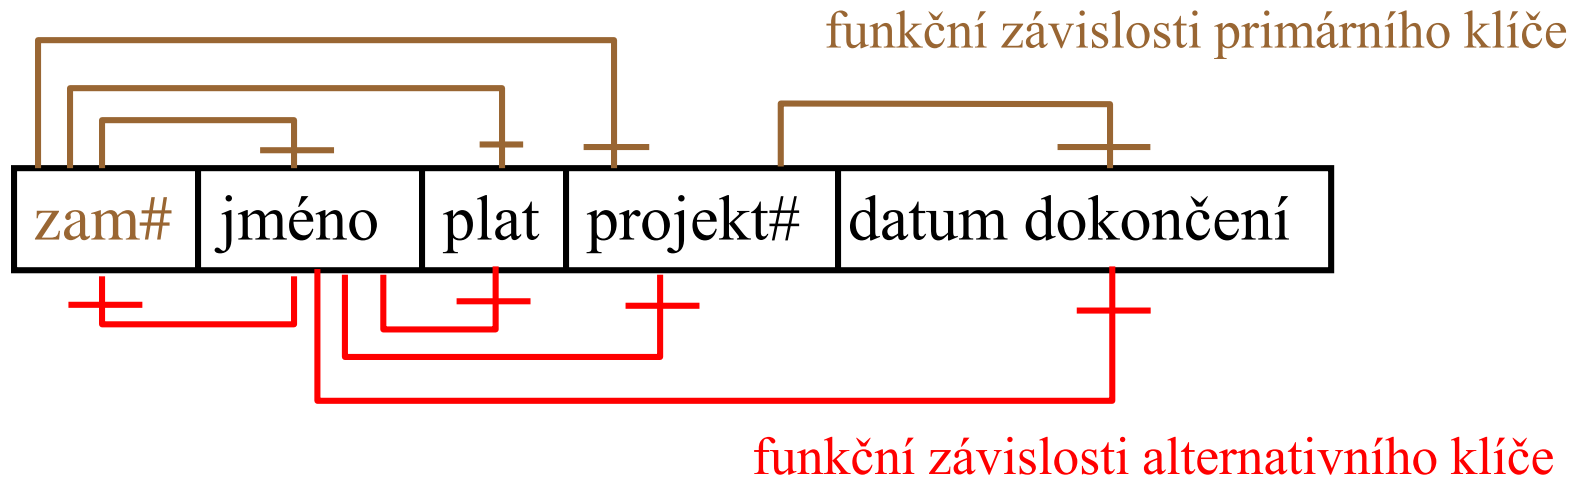 funkční závislosti primárního klíče
zam# jméno plat projekt# datum dokončení
funkční závislosti alternativního klíče